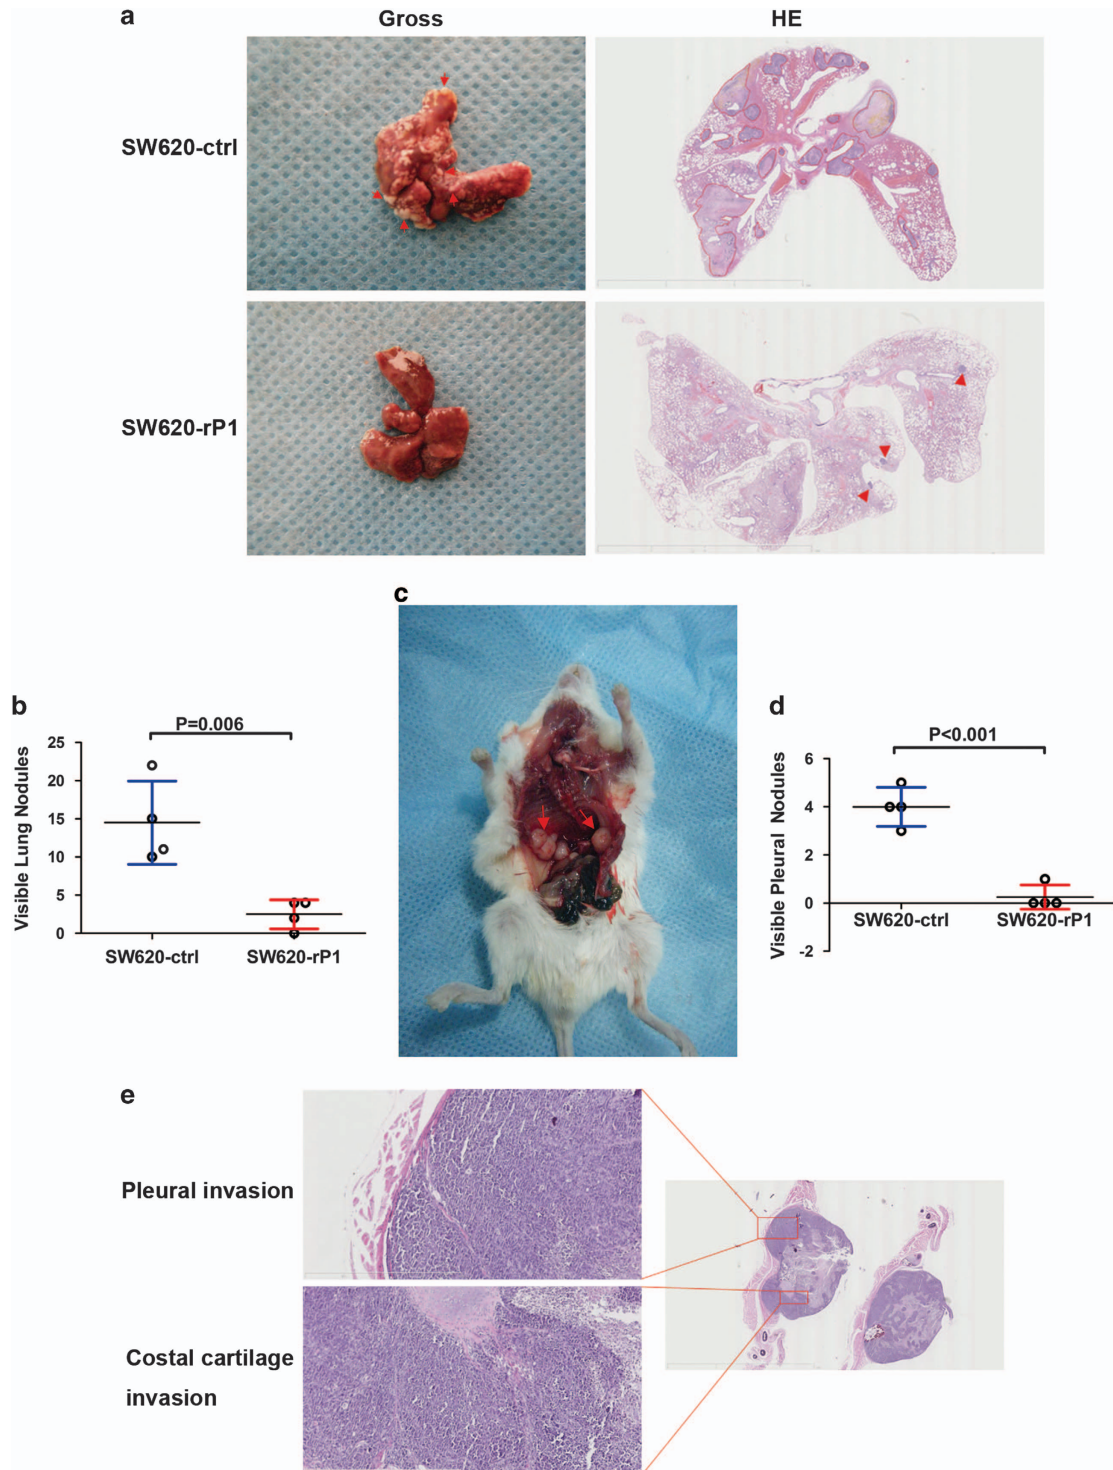 a
Gross
HE
SW620-ctrl
SW620-rP1
c
b
P=0.006
Visible Lung Nodules
25
20
15
10
5
0
SW620-ctrl
SW620-rP1
d
P<0.001
Visible Pleural Nodules
6
4
2
0
-2
SW620-ctrl
SW620-rP1
e
Pleural invasion
Costal cartilage
invasion